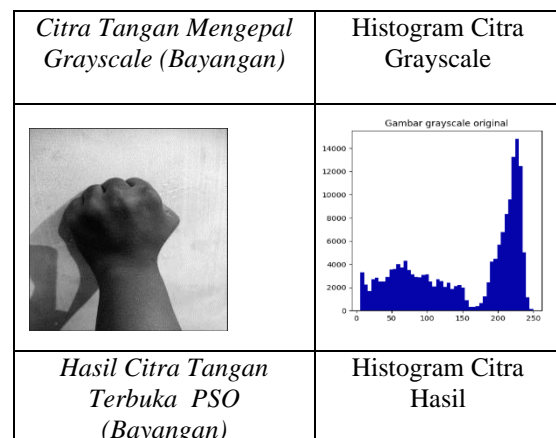 Citra Tangan Mengepal
Grayscale (Bayangan)
Histogram Citra
Grayscale
Gambar grayscale original
14000
12000
10000
8000
6000
4000
2000
0
0 50 100 150 200 250
Hasil Citra Tangan
Terbuka PSO
(Bayangan)
Histogram Citra
Hasil